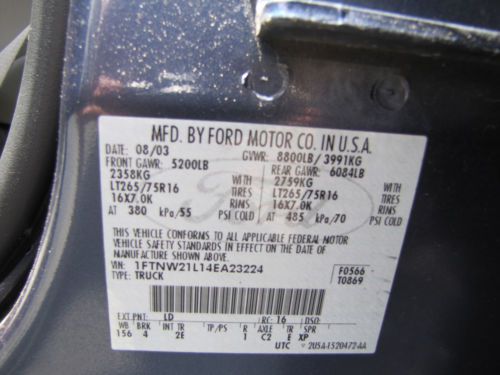 MFD. BY FORD MOTOR CO. IN U.S.A.
DATE: 08/03 GVWR: 8800LB/3991KG
FRONT GAWR: 5200LB REAR GAWR: 6084LB
2358KG WITH 2759KG WITH
LT265/75R16 TIRES LT265/75R16 TIRES
16X7.0K RIMS 16X7.0K RIMS
AT 380 kPa/55 PSI COLD AT 485 kPa/70 PSI COLD
THIS VEHICLE CONFORMS TO ALL APPLICABLE FEDERAL MOTOR
VEHICLE SAFETY STANDARDS IN EFFECT ON THE DATE OF
MANUFACTURE SHOWN ABOVE.
VIN: 1FTNW21L14EA23224 F0566
TYPE: TRUCK T0869
EXT PNT: LD RC: 16 DSO:
WB BRK INT TR TP/PS R AXLE TR SPR
156 4 2E 1 C2 E XP
UTC 2U5A-1520472-AA